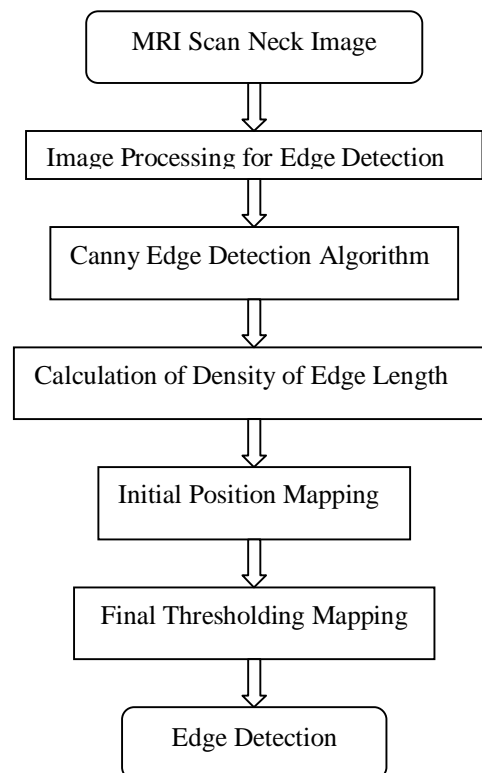 MRI Scan Neck Image
Image Processing for Edge Detection
Canny Edge Detection Algorithm
Calculation of Density of Edge Length
Initial Position Mapping
Final Thresholding Mapping
Edge Detection